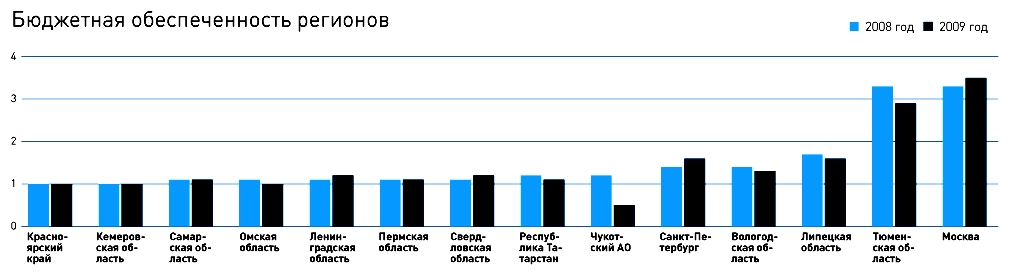 Бюджетная обеспеченность регионов
2008 год 2009 год
4
3
2
1
0
Красно-
ярский
край
Кемеров-
ская об-
ласть
Самар-
ская об-
ласть
Омская
область
Ленин-
градская
область
Пермская
область
Сверд-
ловская
область
Респуб-
лика Та-
тарстан
Чукот-
ский АО
Санкт-Пе-
тербург
Вологод-
ская об-
ласть
Липецкая
область
Тюмен-
ская об-
ласть
Москва